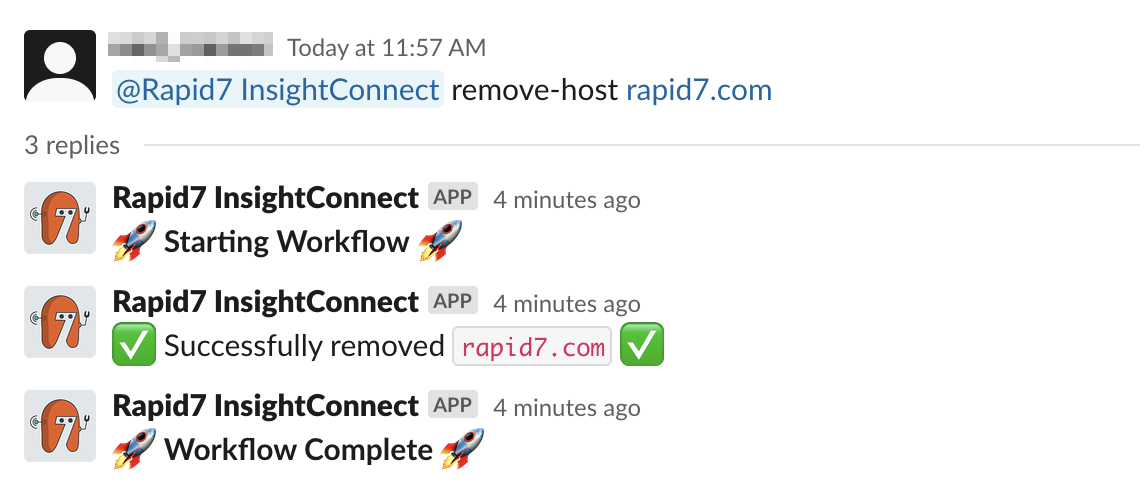 Today at 11:57 AM
@Rapid7 InsightConnect remove-host rapid7.com
3 replies
Rapid7 InsightConnect APP 4 minutes ago
🚀 Starting Workflow 🚀
Rapid7 InsightConnect APP 4 minutes ago
✅ Successfully removed rapid7.com ✅
Rapid7 InsightConnect APP 4 minutes ago
🚀 Workflow Complete 🚀